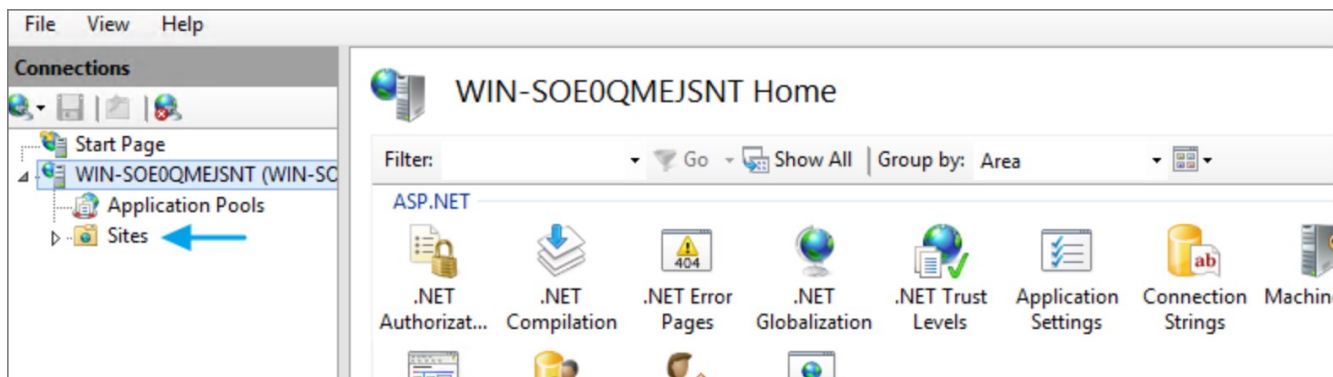 File View Help
Connections
Start Page
WIN-SOE0QMEJSNT (WIN-SO
Application Pools
Sites
WIN-SOE0QMEJSNT Home
Filter: Go Show All Group by: Area
ASP.NET
.NET Authorizat...
.NET Compilation
404
.NET Error Pages
.NET Globalization
.NET Trust Levels
Application Settings
ab
Connection Strings
Machin